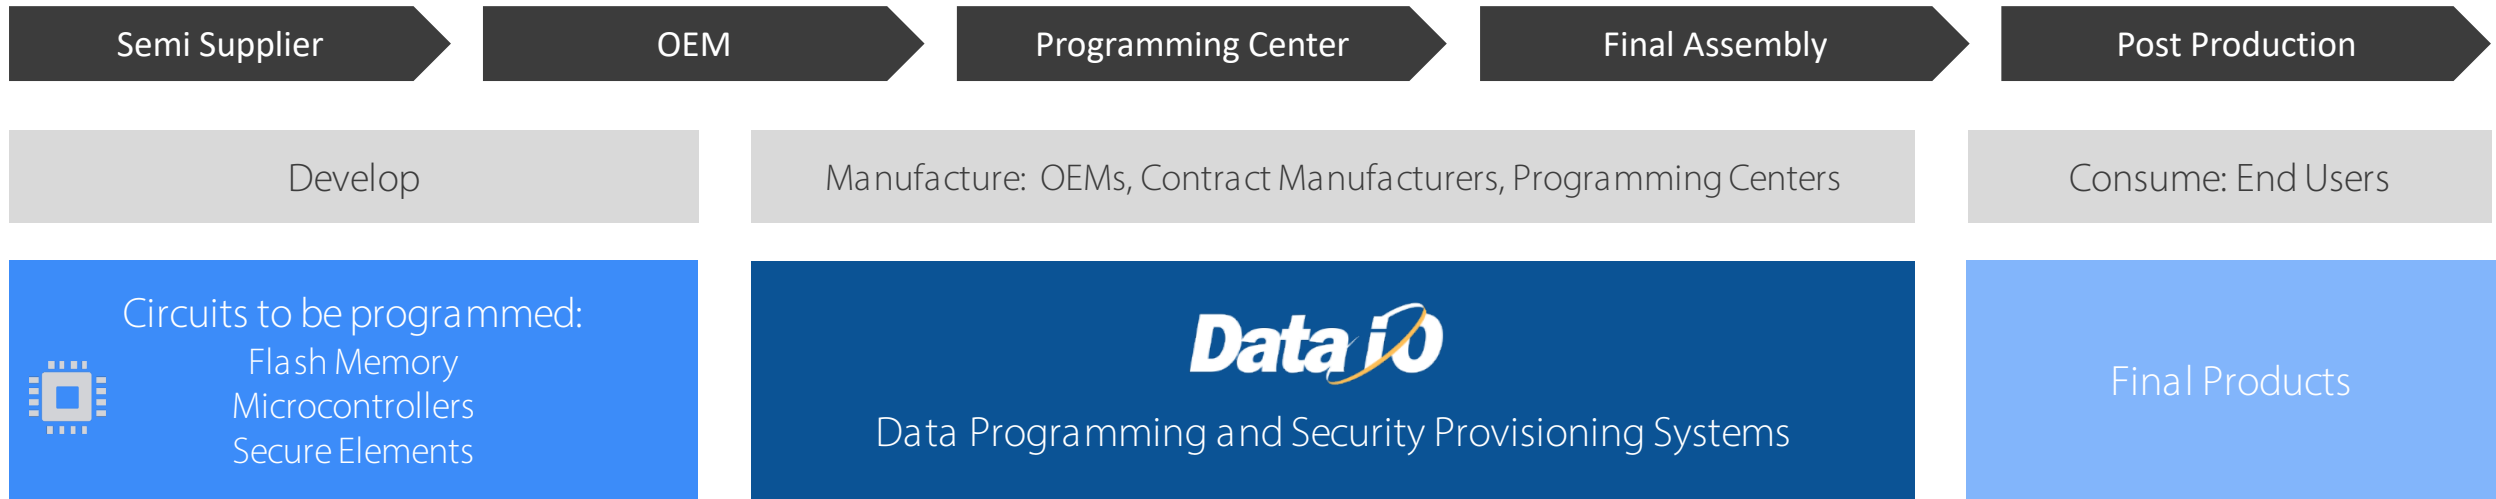 Semi Supplier
OEM
Programming Center
Final Assembly
Post Production
Develop
Manufacture: OEMs, Contract Manufacturers, Programming Centers
Consume: End Users
Circuits to be programmed:
Flash Memory
Microcontrollers
Secure Elements
Data iO
Data Programming and Security Provisioning Systems
Final Products